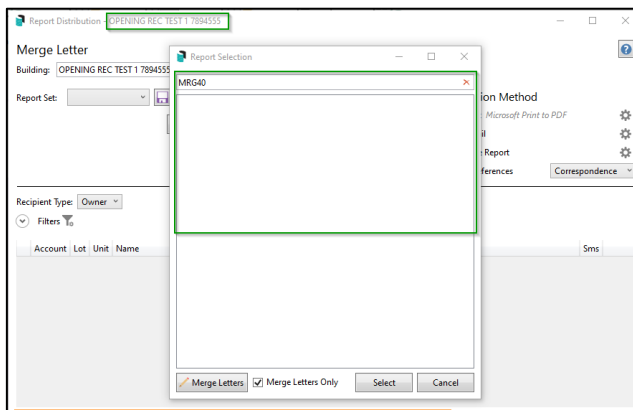 Report Distribution - OPENING REC TEST 1 7894555
Merge Letter
Building: OPENING REC TEST 1 7894555
Report Set:
Report Selection
MRG40
ion Method
Microsoft Print to PDF
il
Report
ferences Correspondence
Recipient Type: Owner
Filters
Account Lot Unit Name Sms
Merge Letters Merge Letters Only Select Cancel